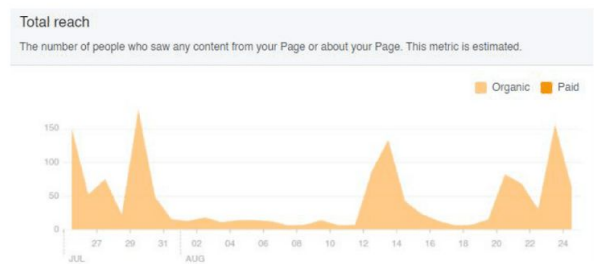 Total reach
The number of people who saw any content from your Page or about your Page. This metric is estimated.
Organic Paid
150
100
50
0
27 29 31 02 04 06 08 10 12 14 16 18 20 22 24
JUL AUG